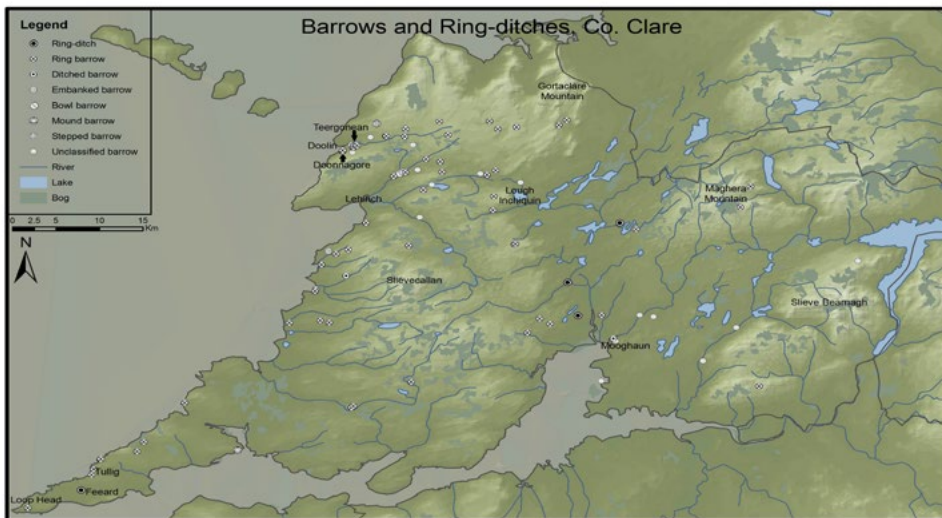 Barrows and Ring-ditches, Co. Clare
Legend
Ring-ditch
Ring barrow
Ditched barrow
Embanked barrow
Bowl barrow
Mound barrow
Stepped barrow
Unclassified barrow
River
Lake
Bog
0 2.5 5 10 15
Km
N
Gortaclare
Mountain
Teergonean
Doolin
Doonnagore
Lehinch
Lough
Inchiquin
Maghera
Mountain
Slievecallan
Slieve Bearnagh
Mooghaun
Tullig
Feeard
Loop Head